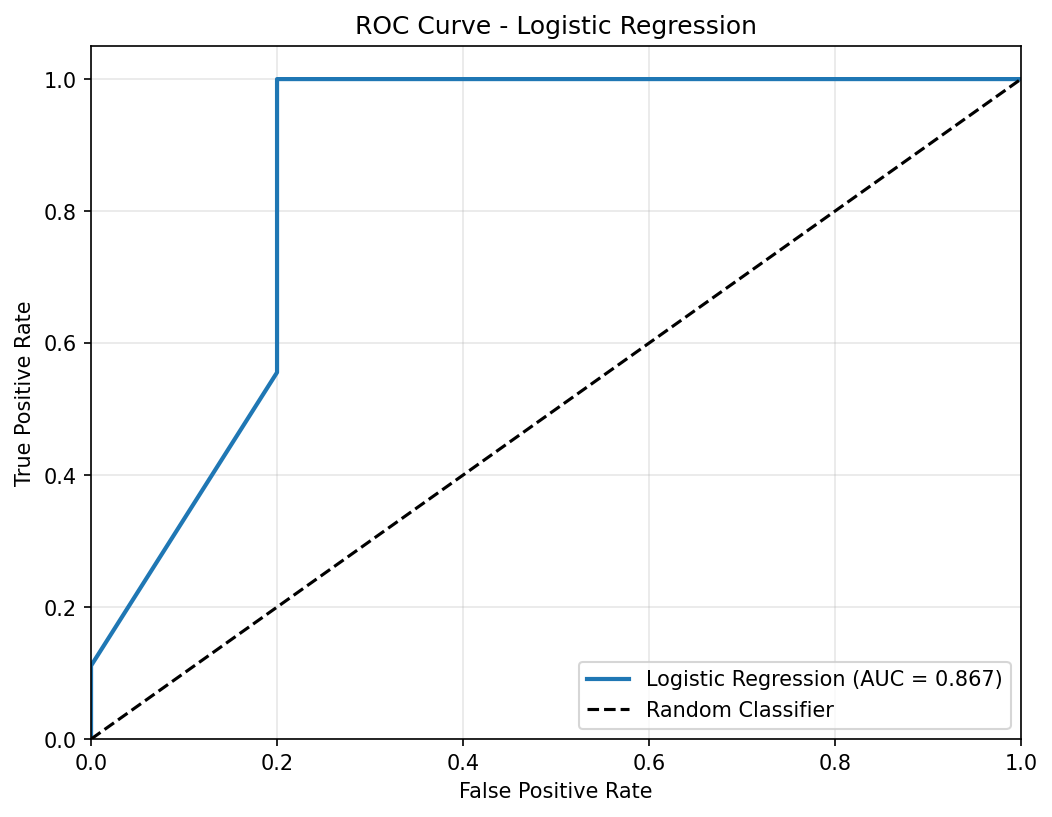 ROC Curve - Logistic Regression
True Positive Rate
1.0
0.8
0.6
0.4
0.2
0.0
Logistic Regression (AUC = 0.867)
Random Classifier
0.0 0.2 0.4 0.6 0.8 1.0
False Positive Rate